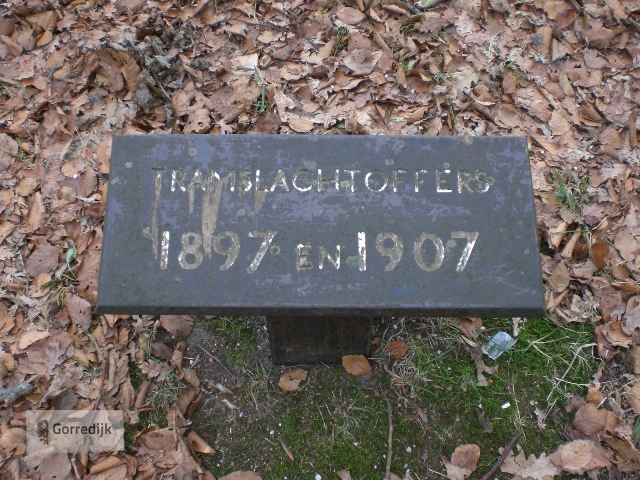 TRAMSLACHTOFFERS
1897 EN 1907
Gorredijk